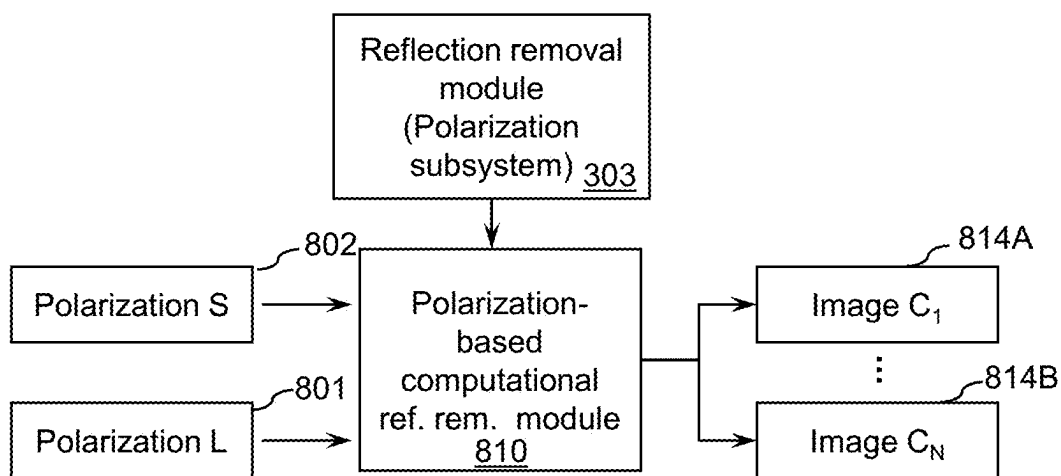 Reflection removal
module
(Polarization
subsystem) 303
802
Polarization S
801
Polarization L
Polarization-
based
computational
ref. rem. module
810
814A
Image C₁
⋮
814B
Image Cₙ